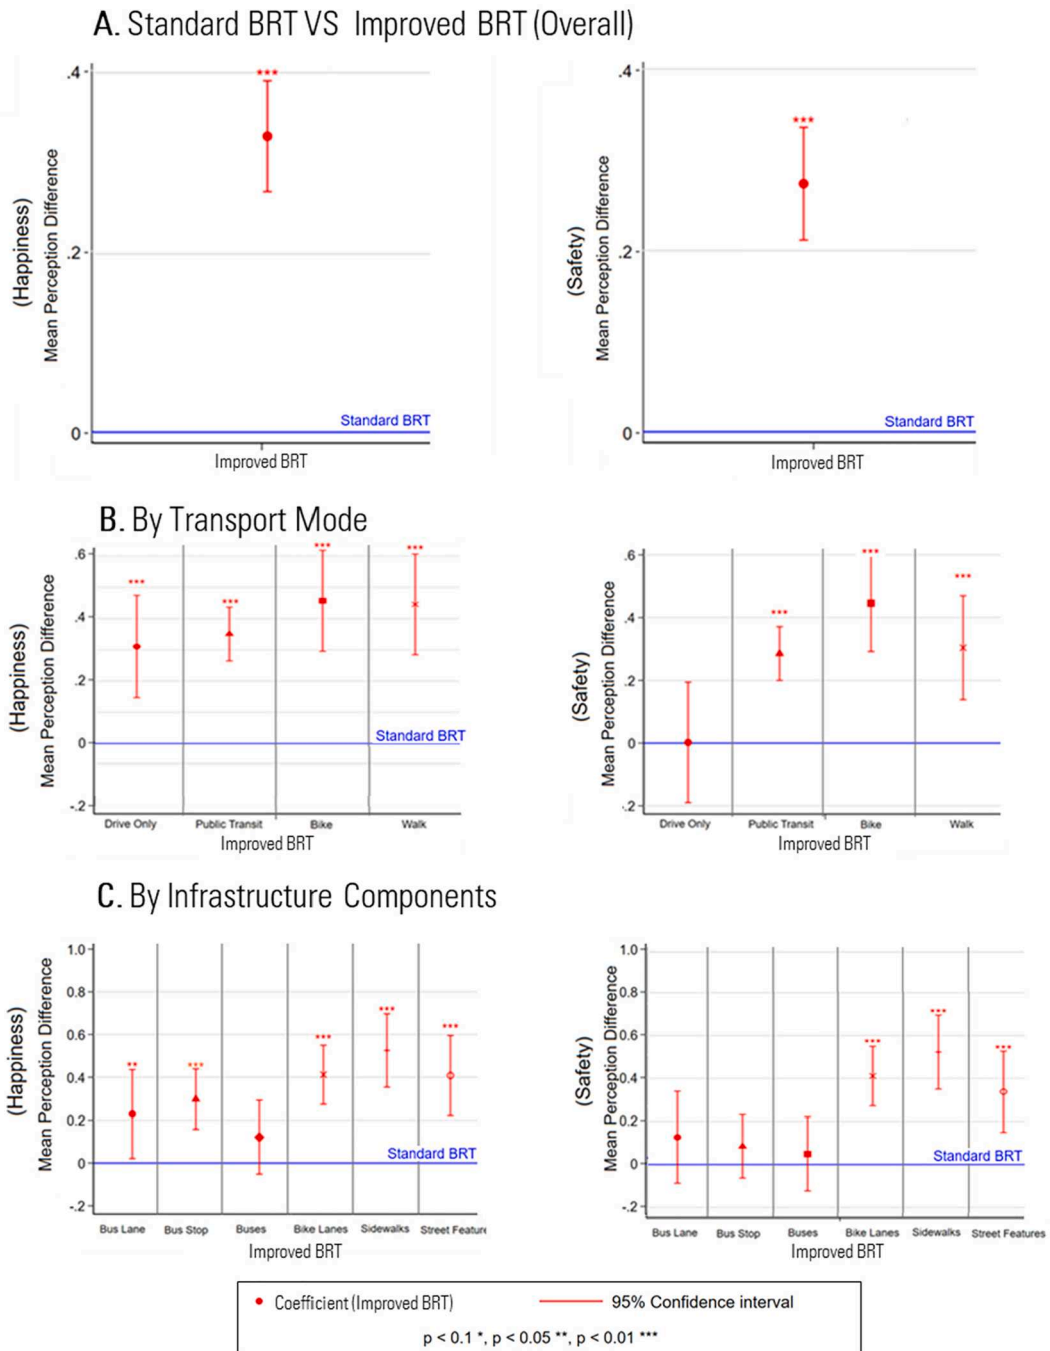 A. Standard BRT VS Improved BRT (Overall)
(Happiness)
Mean Perception Difference
.4
.2
0
***
Standard BRT
Improved BRT
(Safety)
Mean Perception Difference
.4
.2
0
***
Standard BRT
Improved BRT
B. By Transport Mode
(Happiness)
Mean Perception Difference
.6
.4
.2
0
-.2
*** *** *** ***
Standard BRT
Drive Only Public Transit Bike Walk
Improved BRT
(Safety)
Mean Perception Difference
.6
.4
.2
0
-.2
*** *** ***
Drive Only Public Transit Bike Walk
Improved BRT
C. By Infrastructure Components
(Happiness)
Mean Perception Difference
1.0
0.8
0.6
0.4
0.2
0
-.2
** *** *** *** ***
Standard BRT
Bus Lane Bus Stop Buses Bike Lanes Sidewalks Street Feature
Improved BRT
(Safety)
Mean Perception Difference
1.0
0.8
0.6
0.4
0.2
0
-.2
*** *** ***
Standard BRT
Bus Lane Bus Stop Buses Bike Lanes Sidewalks Street Features
Improved BRT
Coefficient (Improved BRT) 95% Confidence interval
p < 0.1 *, p < 0.05 **, p < 0.01 ***